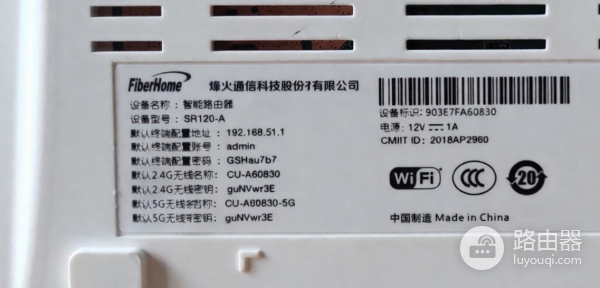 FiberHome 烽火通信科技股份有限公司
设备名称: 智能路由器
设备型号: SR120-A
默认终端配置地址: 192.168.51.1
默认终端配置账号: admin
默认终端配置密码: GSHau7b7
默认2.4G无线名称: CU-A60830
默认2.4G无线密钥: guNVwr3E
默认5G无线网名称: CU-A60830-5G
默认5G无线密钥: guNVwr3E
设备标识: 903E7FA60830
电源: 12V 1A
CMIIT ID: 2018AP2960
Wi Fi CCC 20
中国制造 Made in China
路由器
luyouqi.com